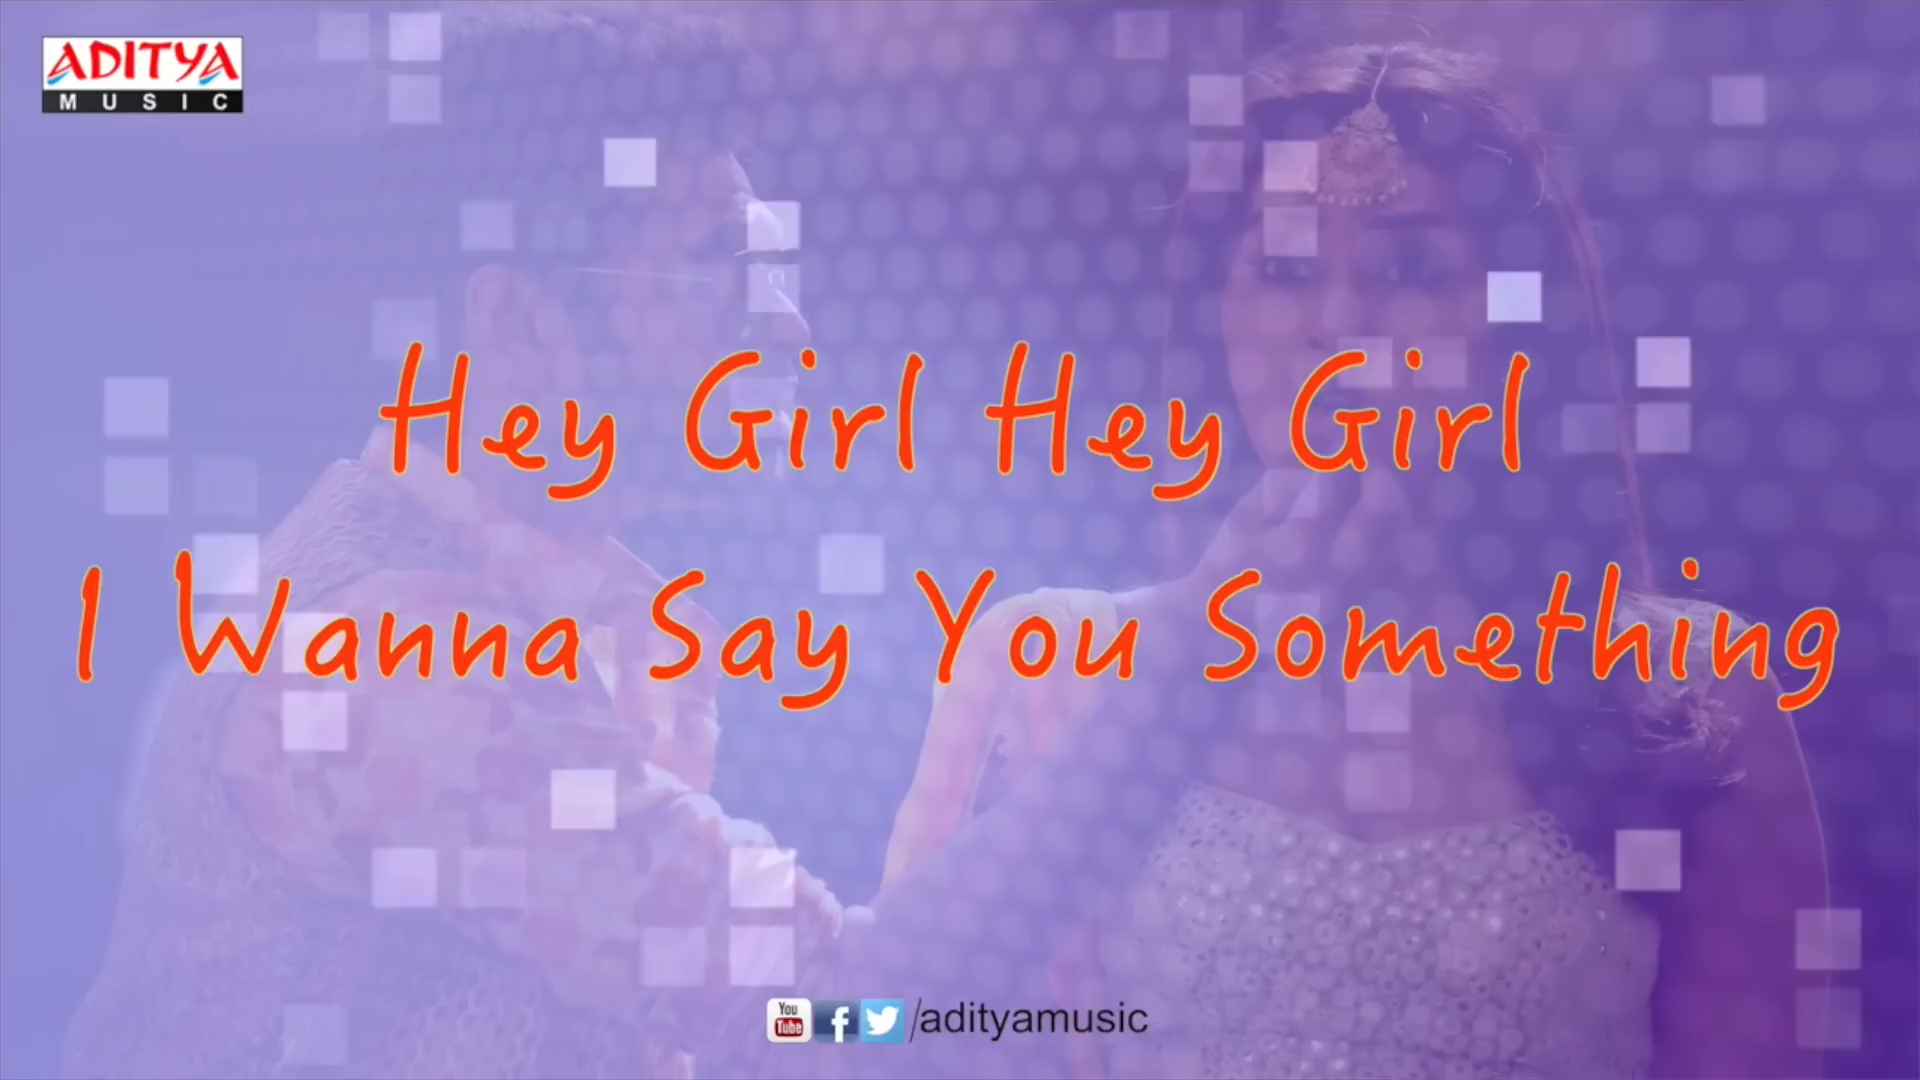 ADITYA
MUSIC
Hey Girl Hey Girl
I Wanna Say You Something
You Tube f /adityamusic